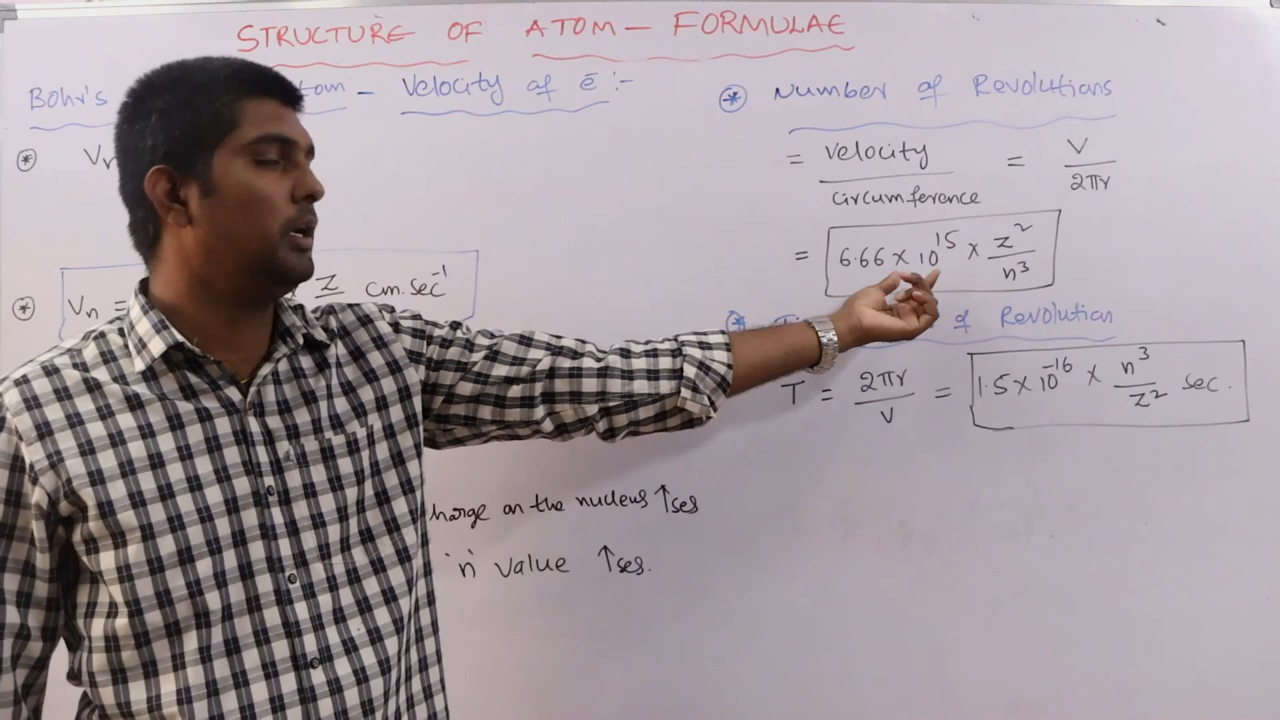 STRUCTURE OF ATOM – FORMULAE
Bohr's tom – Velocity of ē :-
⊛ Vn
⊛ Vn = × Z cm.sec⁻¹
harge on the nucleus ↑ses
'n' value ↑ses.
⊛ Number of Revolutions
= Velocity / circumference = V / 2πr
= 6.66 × 10¹⁵ × Z² / n³
⊛ of Revolution
T = 2πr / V = 1.5 × 10⁻¹⁶ × n³ / Z² sec.